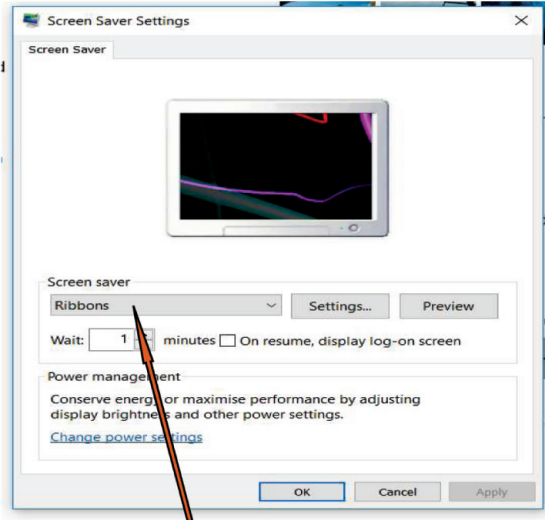 Screen Saver Settings
Screen Saver
Screen saver
Ribbons
Settings...
Preview
Wait: 1 minutes On resume, display log-on screen
Power management
Conserve energy or maximise performance by adjusting
display brightness and other power settings.
Change power settings
OK
Cancel
Apply